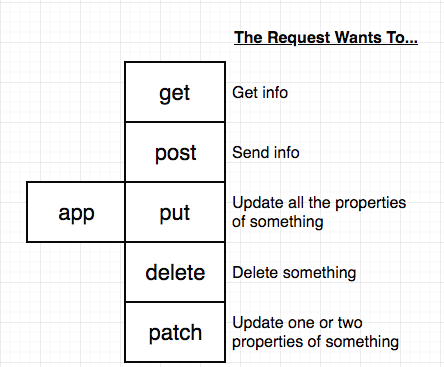 The Request Wants To...
get
Get info
post
Send info
app
put
Update all the properties
of something
delete
Delete something
patch
Update one or two
properties of something